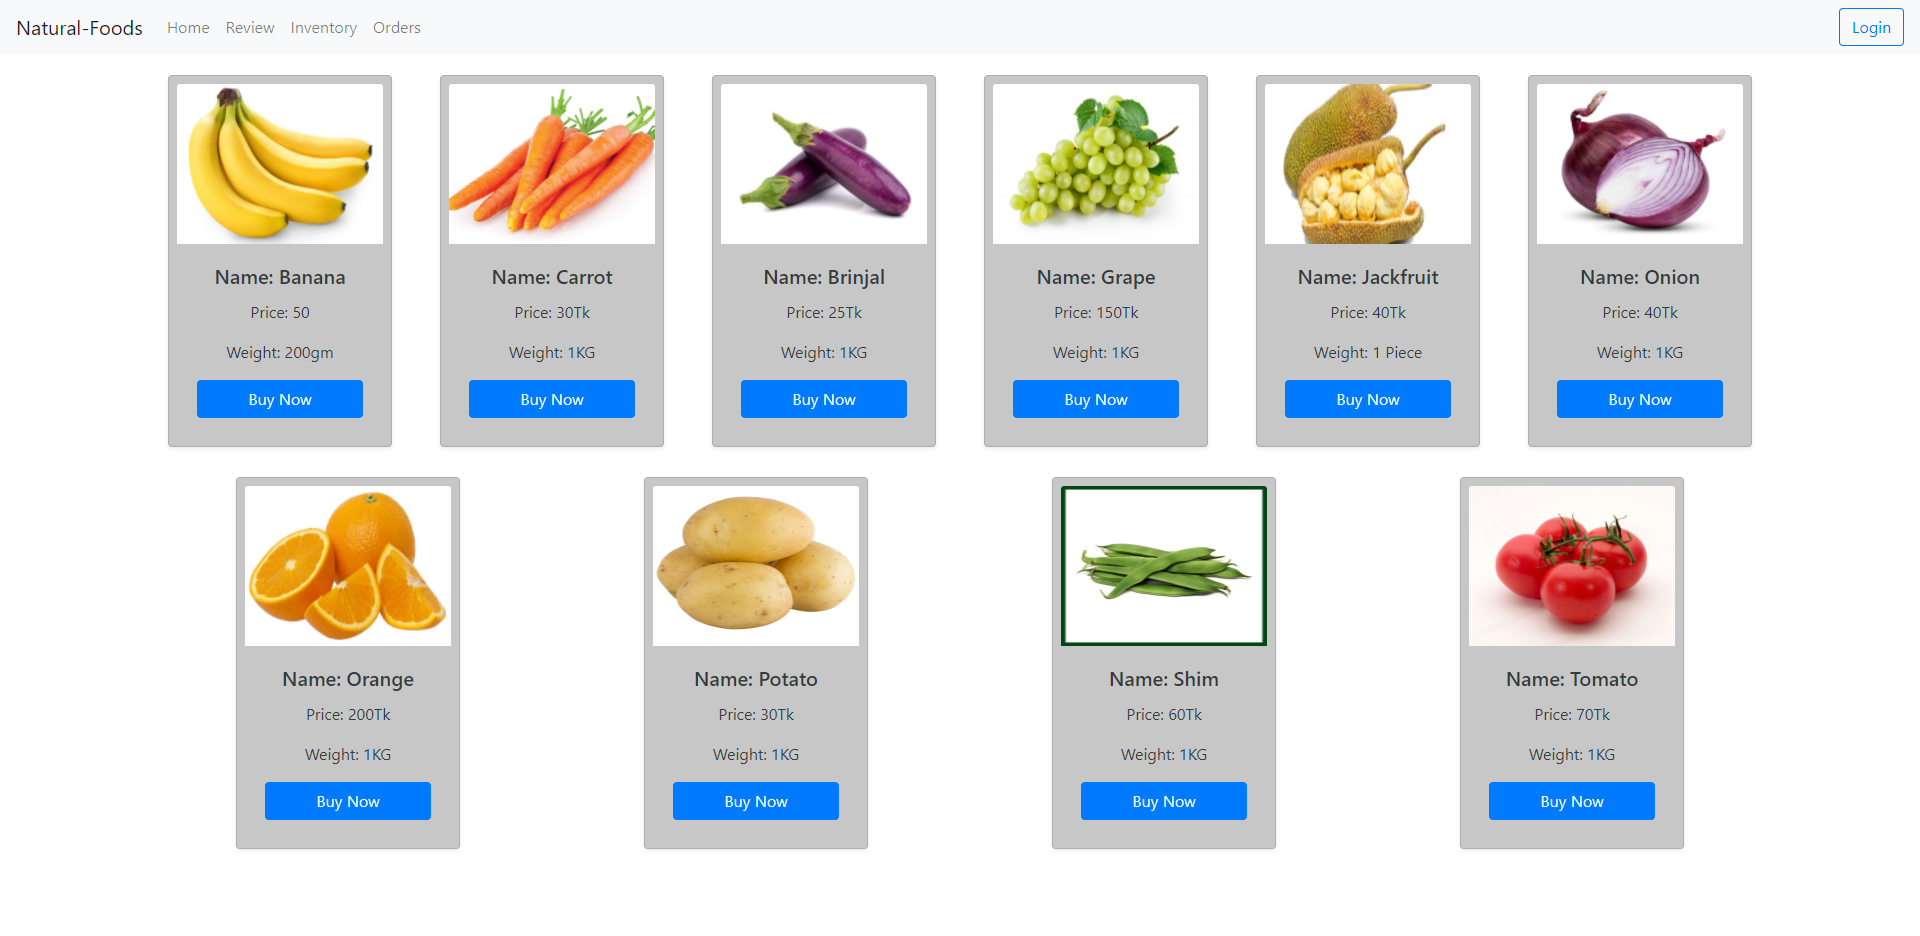 Natural-Foods Home Review Inventory Orders Login
Name: Banana Name: Carrot Name: Brinjal Name: Grape Name: Jackfruit Name: Onion
Price: 50 Price: 30Tk Price: 25Tk Price: 150Tk Price: 40Tk Price: 40Tk
Weight: 200gm Weight: 1KG Weight: 1KG Weight: 1KG Weight: 1 Piece Weight: 1KG
Buy Now Buy Now Buy Now Buy Now Buy Now Buy Now
Name: Orange Name: Potato Name: Shim Name: Tomato
Price: 200Tk Price: 30Tk Price: 60Tk Price: 70Tk
Weight: 1KG Weight: 1KG Weight: 1KG Weight: 1KG
Buy Now Buy Now Buy Now Buy Now